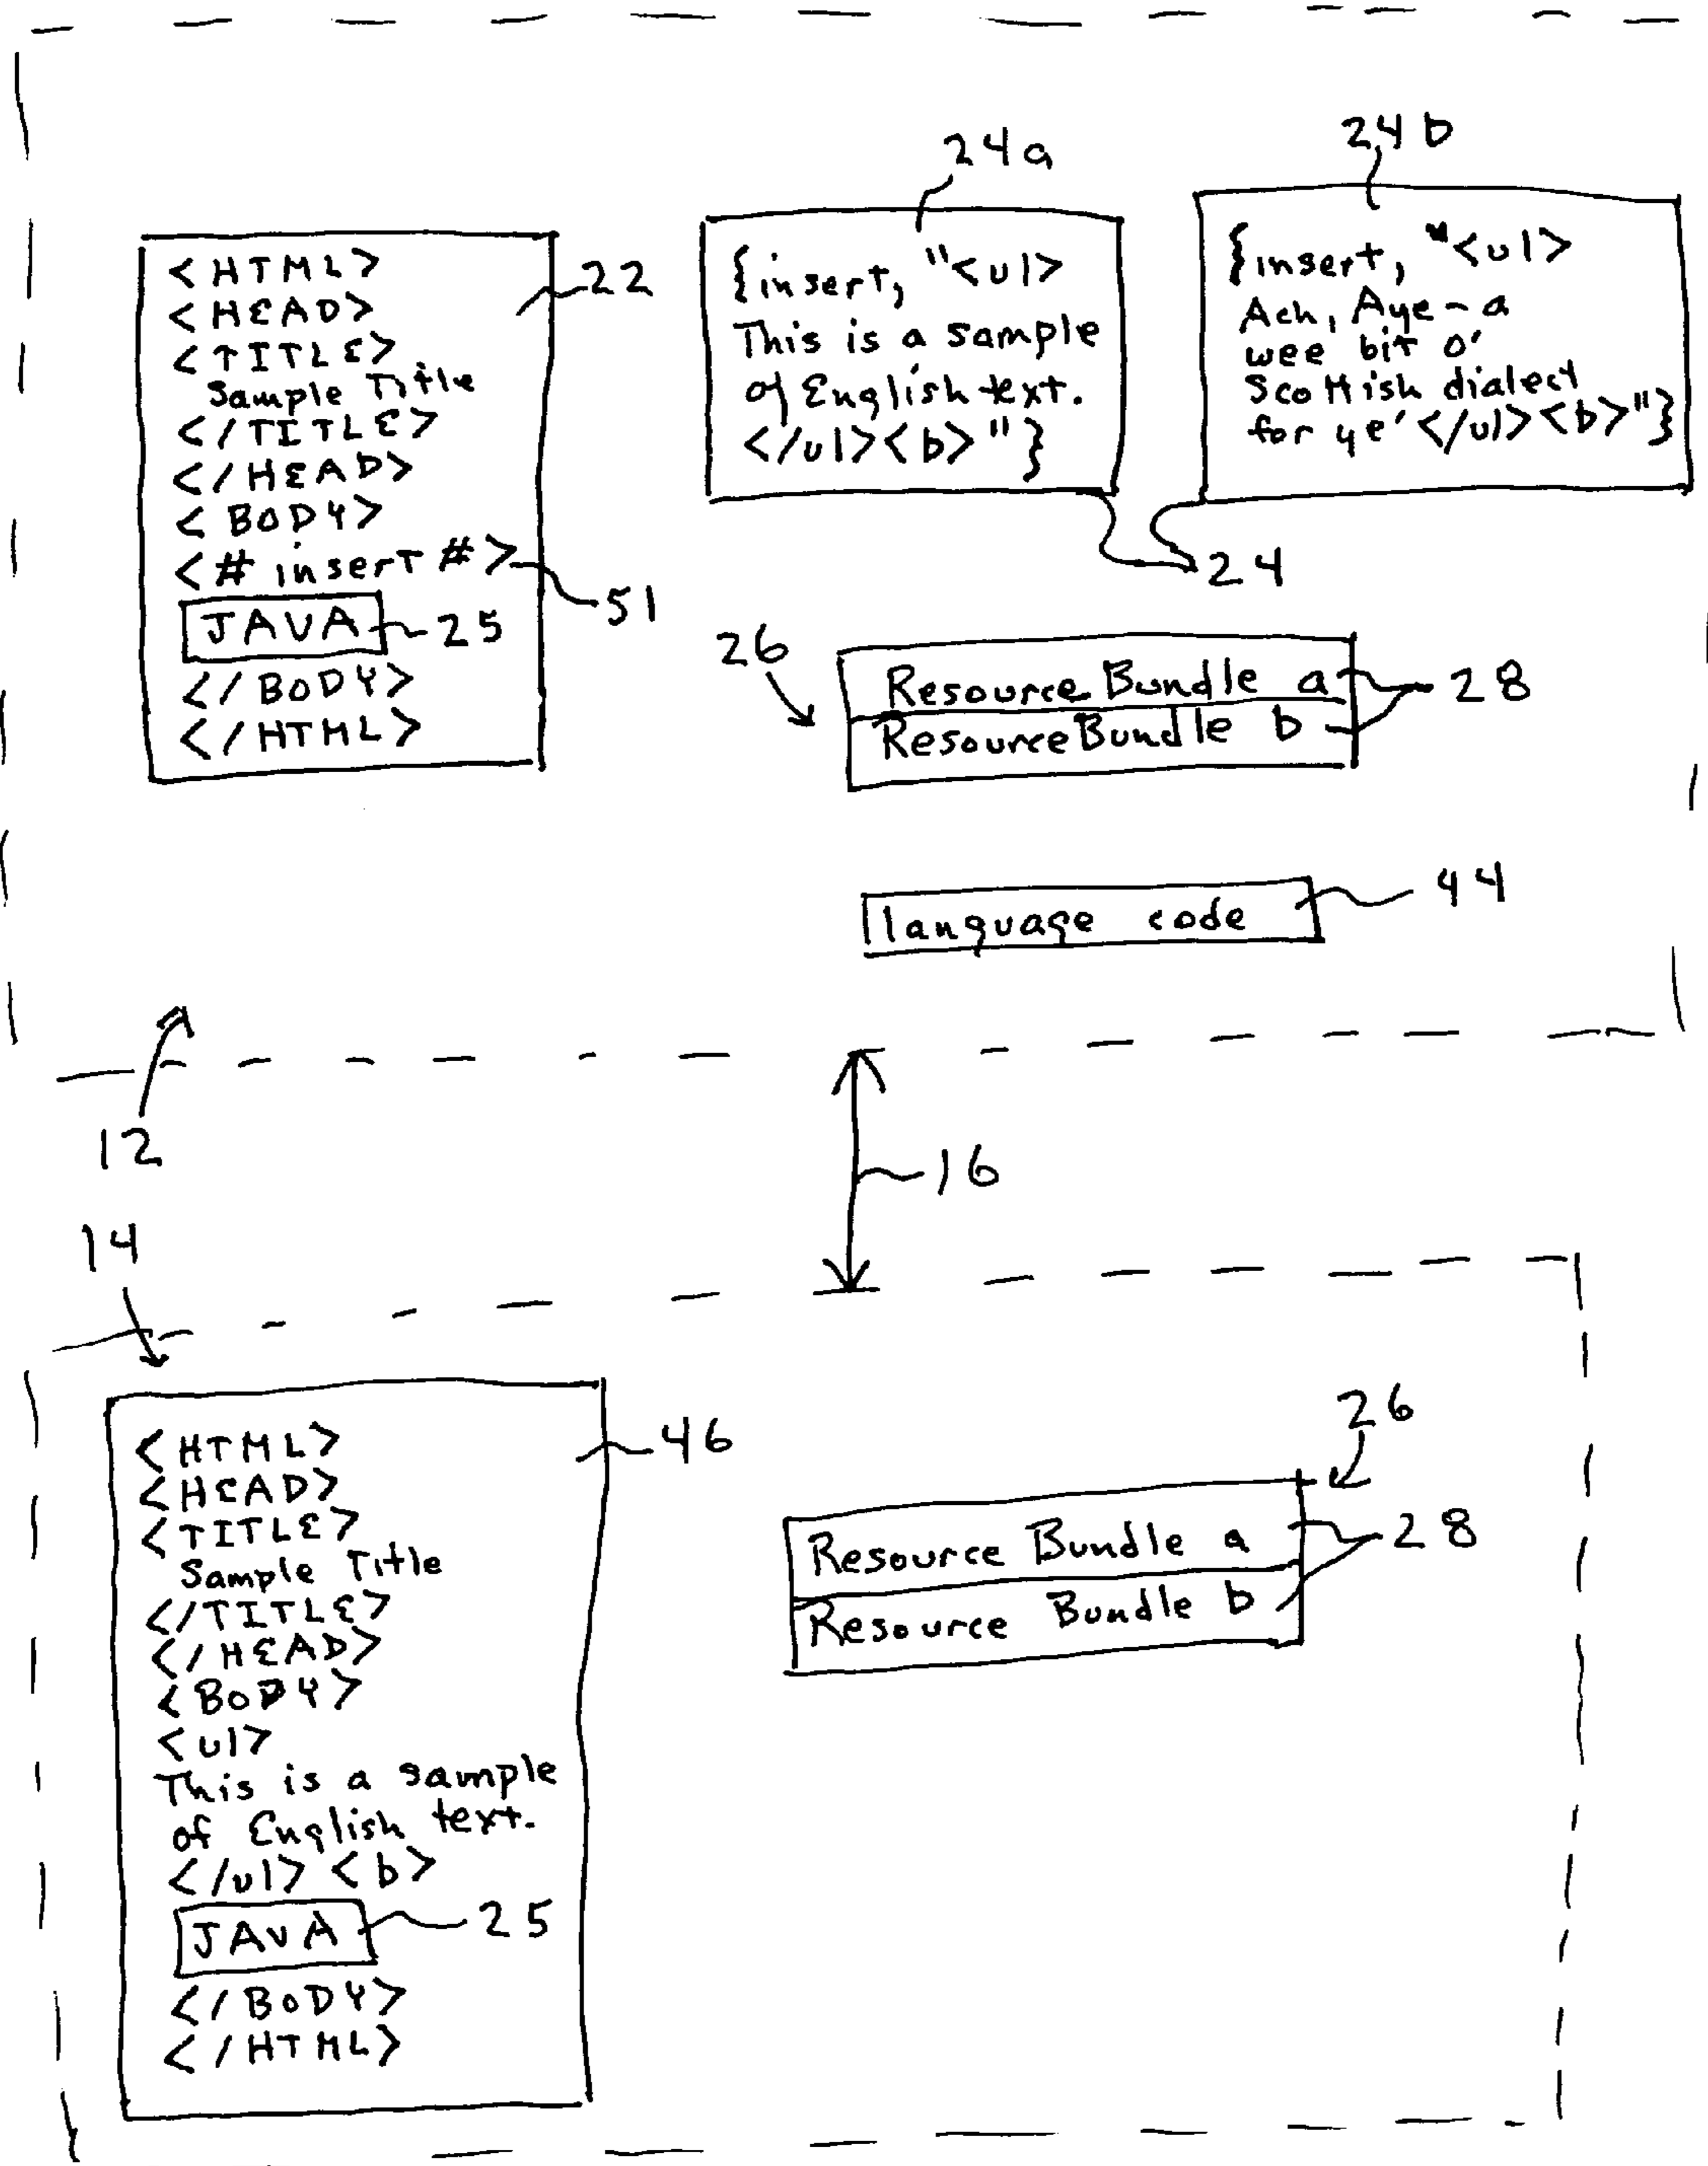 24a
24b
<HTML>
<HEAD>
<TITLE>
Sample Title
</TITLE>
</HEAD>
<BODY>
<# insert #>
JAVA
</BODY>
</HTML>
22
51
25
{insert, "<ul>
This is a sample
of English text.
</ul><b>"}
{insert, "<ul>
Ach, Aye - a
wee bit o'
Scottish dialect
for ye'</ul><b>"}
24
26
Resource Bundle a
Resource Bundle b
28
language code
44
12
16
14
<HTML>
<HEAD>
<TITLE>
Sample Title
</TITLE>
</HEAD>
<BODY>
<ul>
This is a sample
of English text.
</ul> <b>
JAVA
</BODY>
</HTML>
46
25
26
Resource Bundle a
Resource Bundle b
28